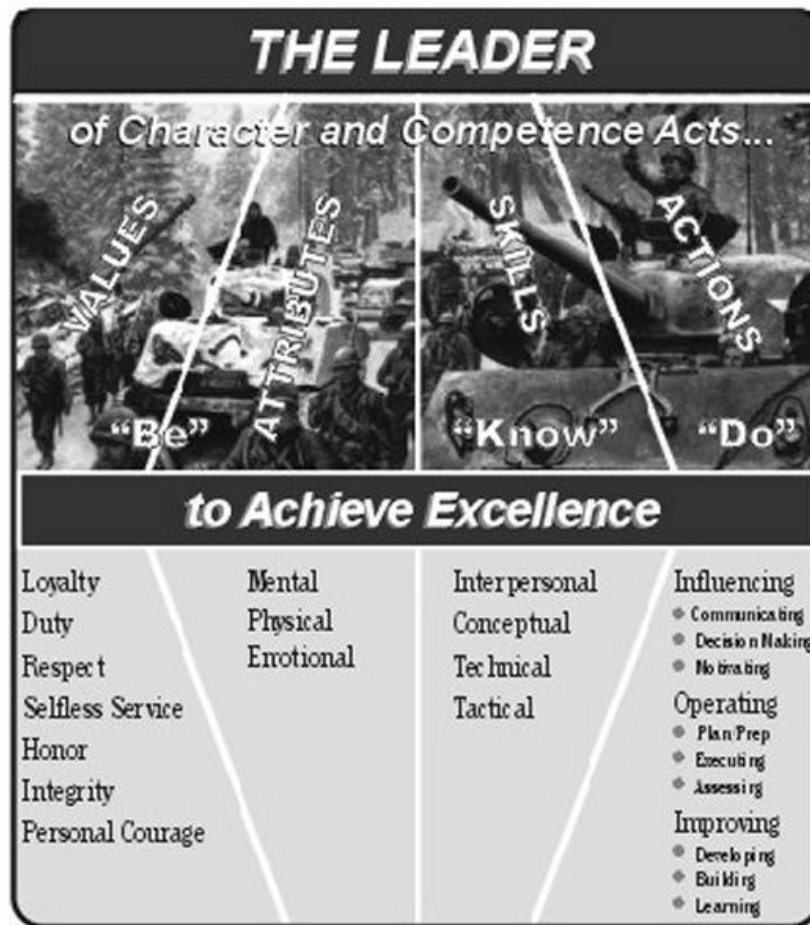 THE LEADER
of Character and Competence Acts...
VALUES
ATTRIBUTES
SKILLS
ACTIONS
"Be"
"Know"
"Do"
to Achieve Excellence
Loyalty
Duty
Respect
Selfless Service
Honor
Integrity
Personal Courage
Mental
Physical
Emotional
Interpersonal
Conceptual
Technical
Tactical
Influencing
Communicating
Decision Making
Motivating
Operating
Plan/Prep
Executing
Assessing
Improving
Developing
Building
Learning